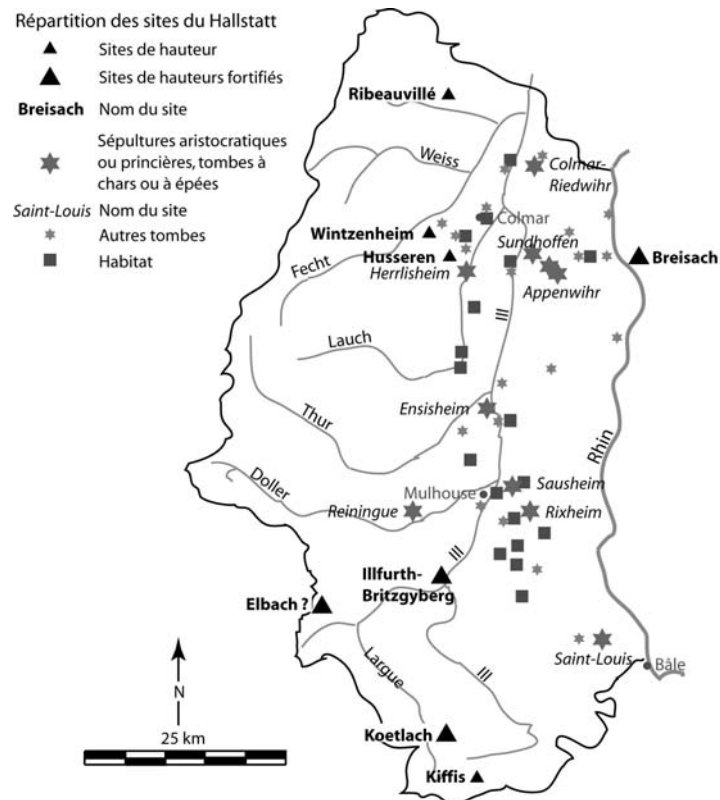 Répartition des sites du Hallstatt
Sites de hauteur
Sites de hauteurs fortifiés
Breisach Nom du site
Sépultures aristocratiques
ou princières, tombes à
chars ou à épées
Saint-Louis Nom du site
Autres tombes
Habitat
Ribeauvillé
Weiss
Colmar-
Riedwihr
Colmar
Wintzenheim
Sundhoffen
Husseren
Fecht
Herrlisheim
Breisach
Appenwihr
Ill
Lauch
Ensisheim
Thur
Rhin
Doller
Sausheim
Mulhouse
Reiningue
Rixheim
Ill
Illfurth-
Britzgyberg
Elbach ?
Saint-Louis
Bâle
Largue
Ill
N
25 km
Koetlach
Kiffis